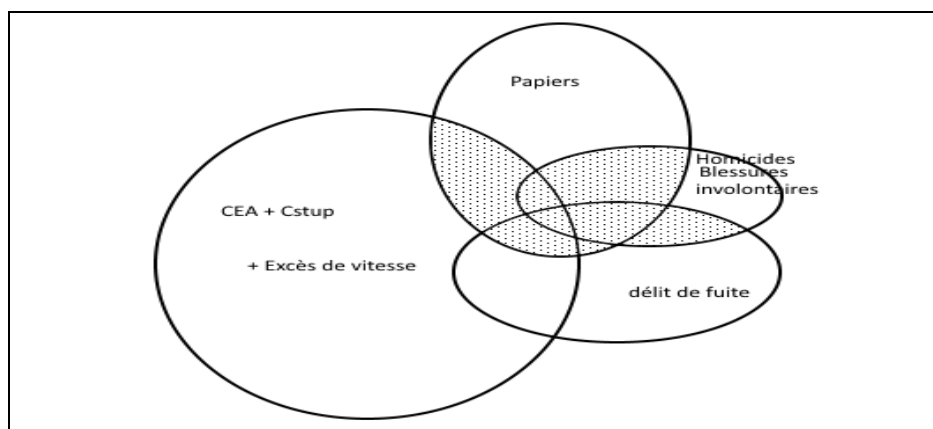 Papiers
Homicides
Blessures
involontaires
CEA + Cstup
+ Excès de vitesse
délit de fuite